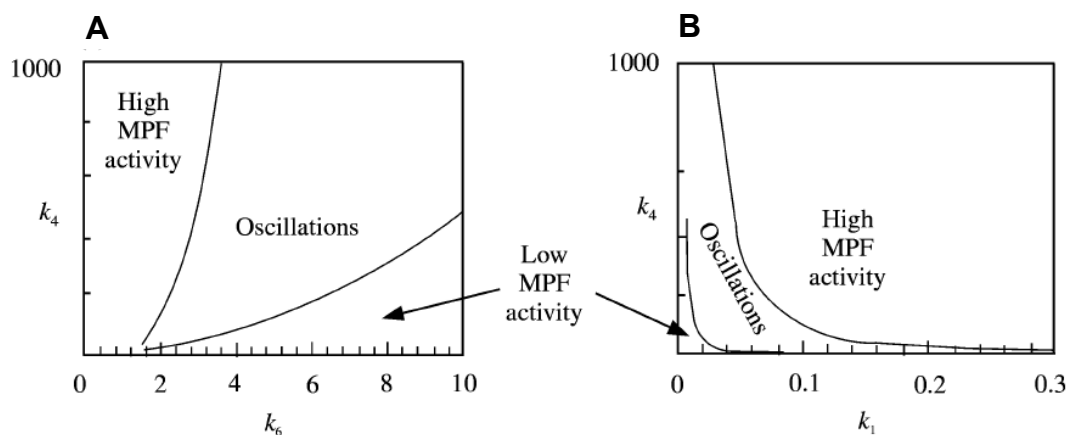 A
B
1000
High
MPF
activity
k₄
Oscillations
0
2
4
6
8
10
k₆
Low
MPF
activity
1000
k₄
Oscillations
High
MPF
activity
0
0.1
0.2
0.3
k₁